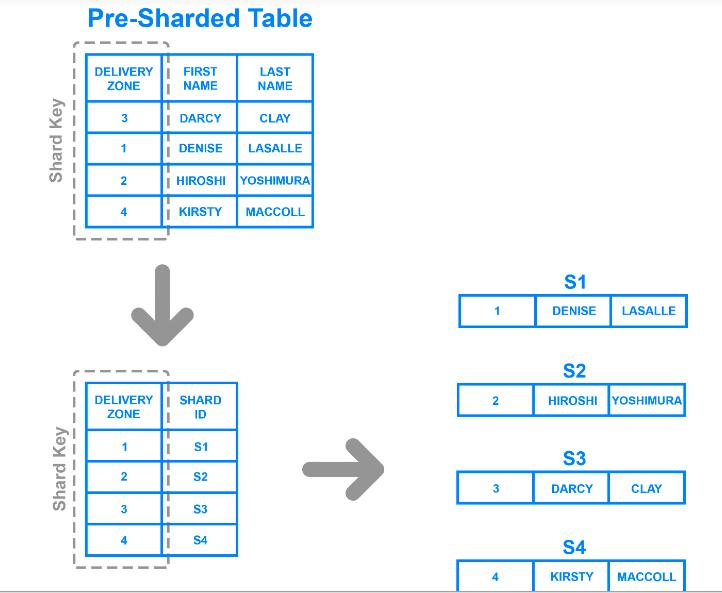 Pre-Sharded Table
Shard Key
DELIVERY ZONE FIRST NAME LAST NAME
3 DARCY CLAY
1 DENISE LASALLE
2 HIROSHI YOSHIMURA
4 KIRSTY MACCOLL
Shard Key
DELIVERY ZONE SHARD ID
1 S1
2 S2
3 S3
4 S4
S1
1 DENISE LASALLE
S2
2 HIROSHI YOSHIMURA
S3
3 DARCY CLAY
S4
4 KIRSTY MACCOLL